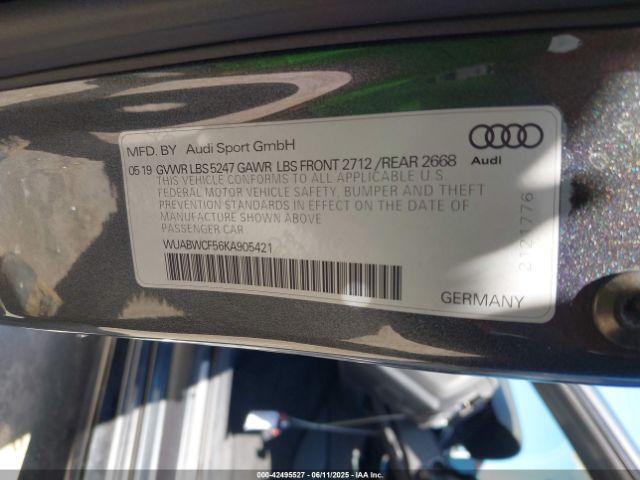 MFD. BY Audi Sport GmbH
05 19 GVWR LBS 5247 GAWR LBS FRONT 2712 /REAR 2668
Audi
THIS VEHICLE CONFORMS TO ALL APPLICABLE U S
FEDERAL MOTOR VEHICLE SAFETY, BUMPER AND THEFT
PREVENTION STANDARDS IN EFFECT ON THE DATE OF
MANUFACTURE SHOWN ABOVE
PASSENGER CAR
WUABWCF56KA905421
2121776
GERMANY
000-42495527 - 06/11/2025 - IAA Inc.